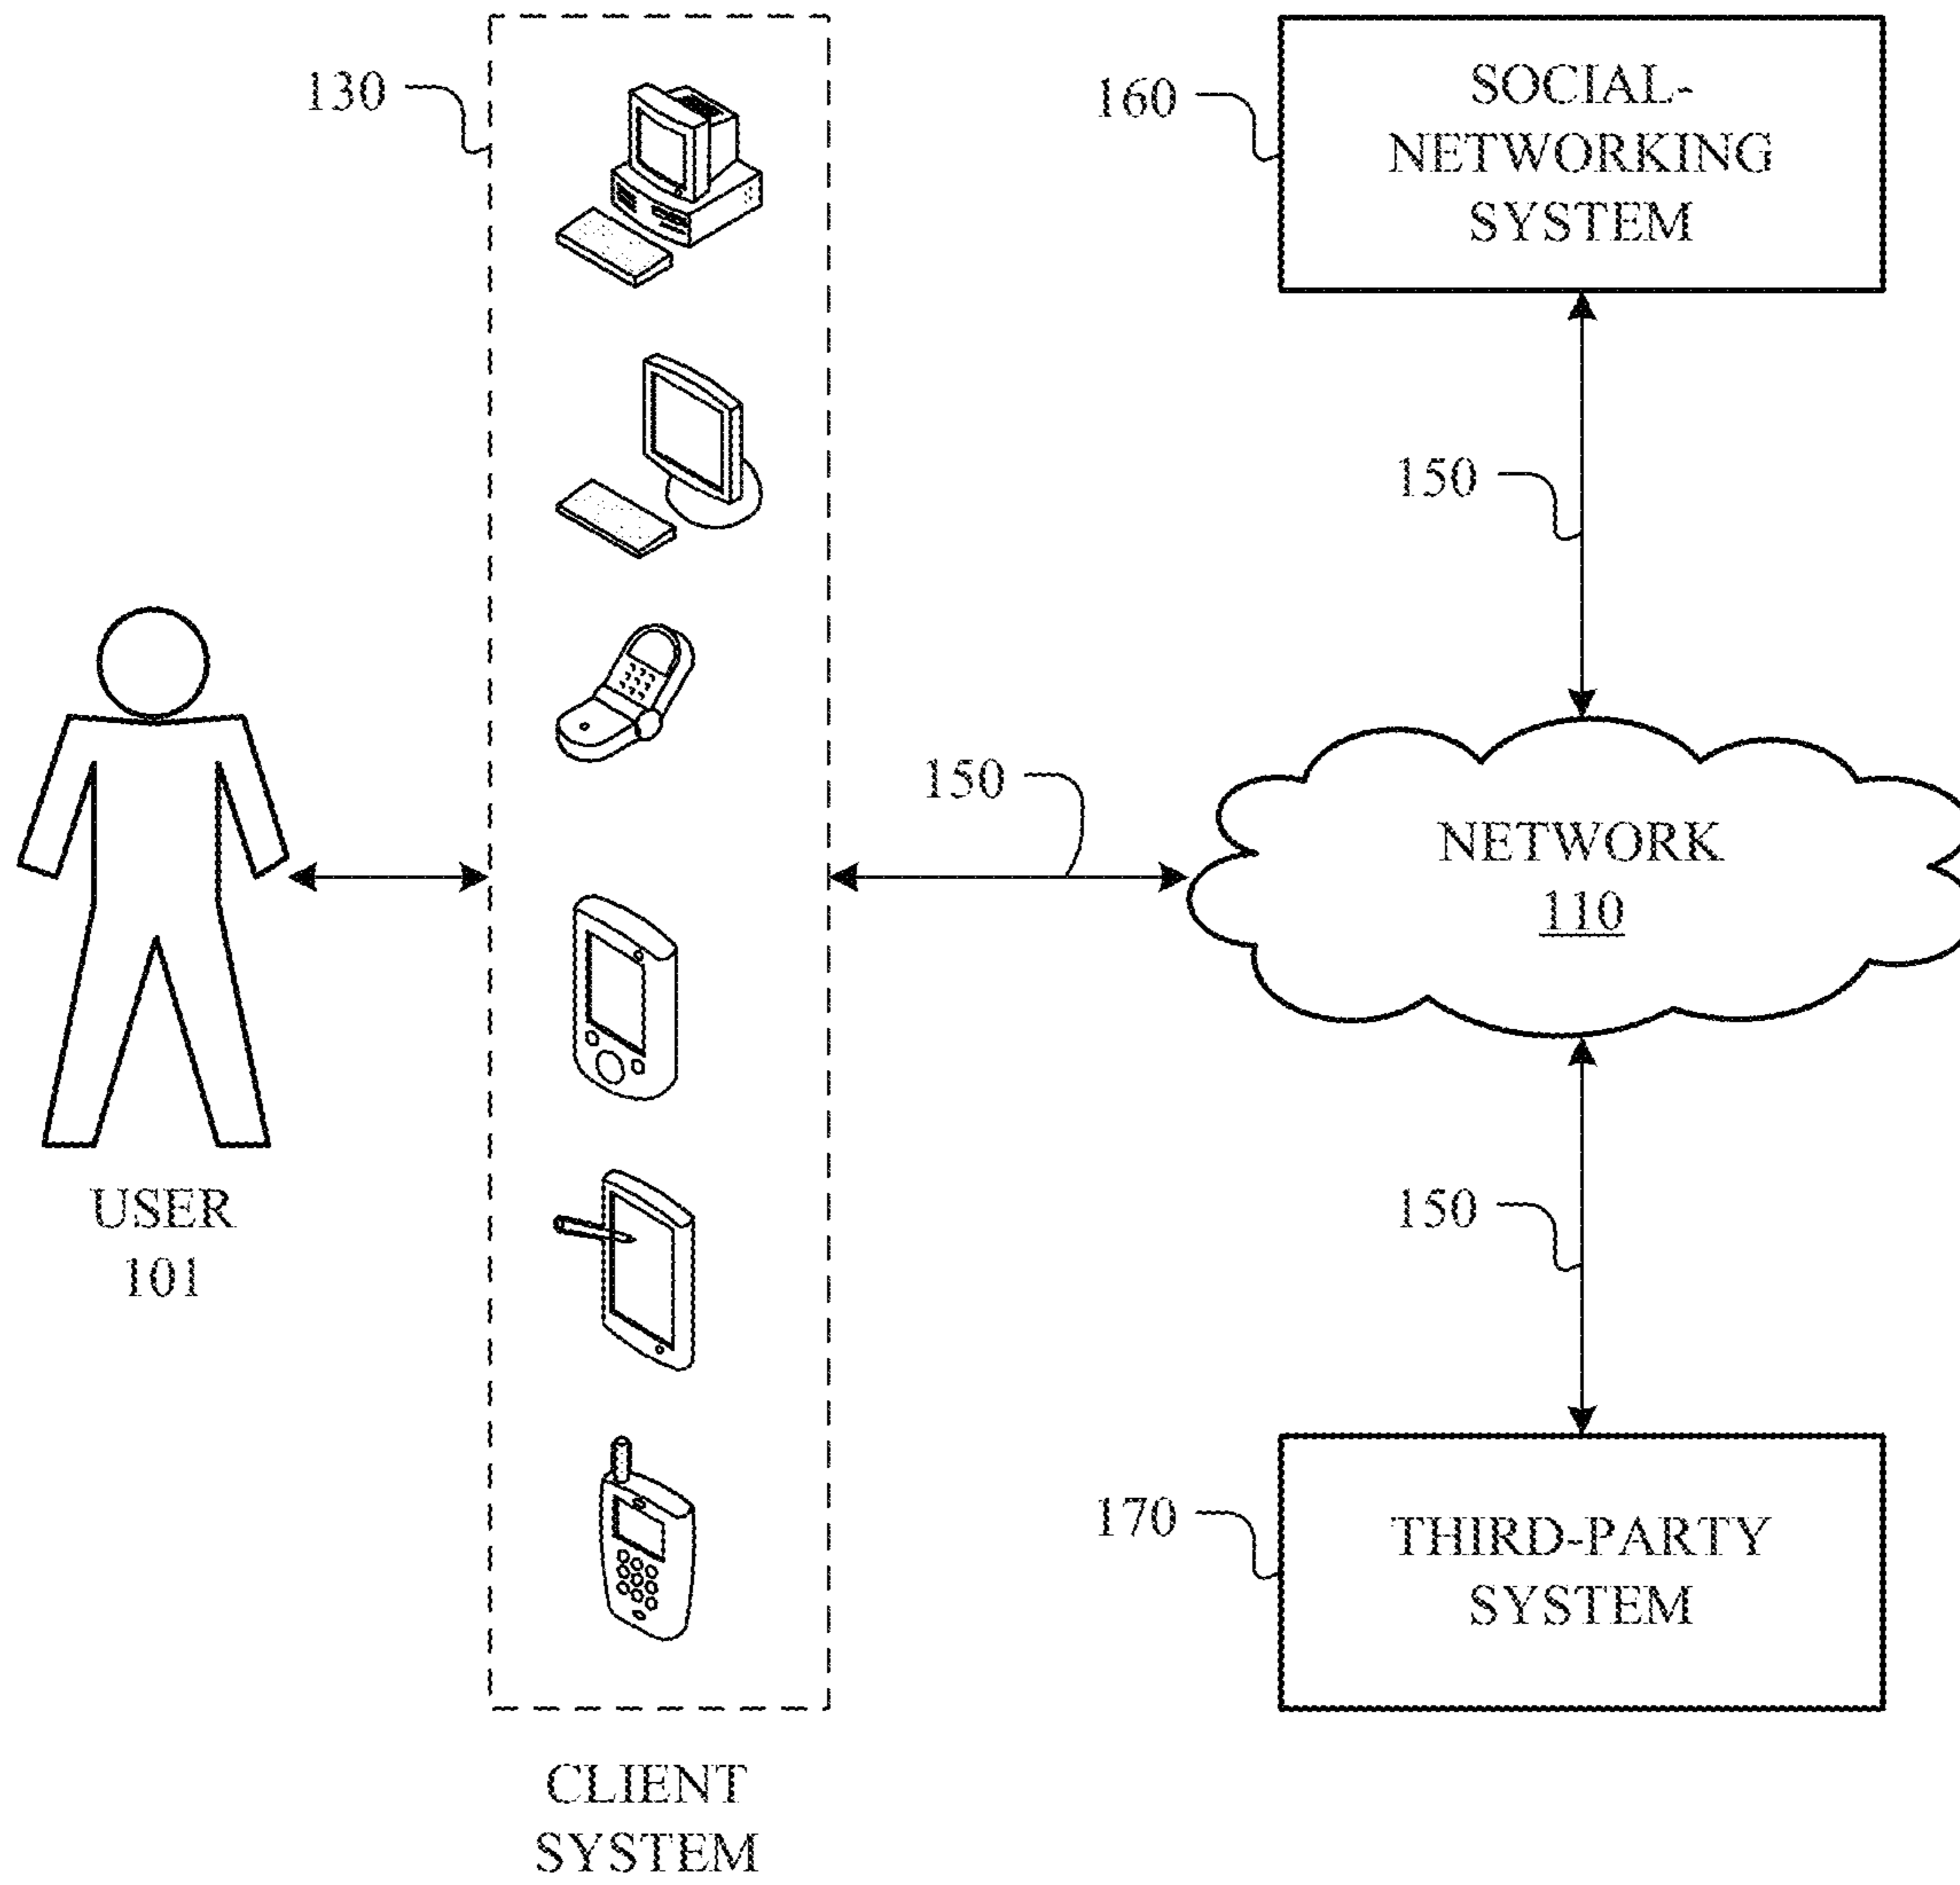 130
160
SOCIAL-
NETWORKING
SYSTEM
150
150
NETWORK
110
USER
101
150
170
THIRD-PARTY
SYSTEM
CLIENT
SYSTEM